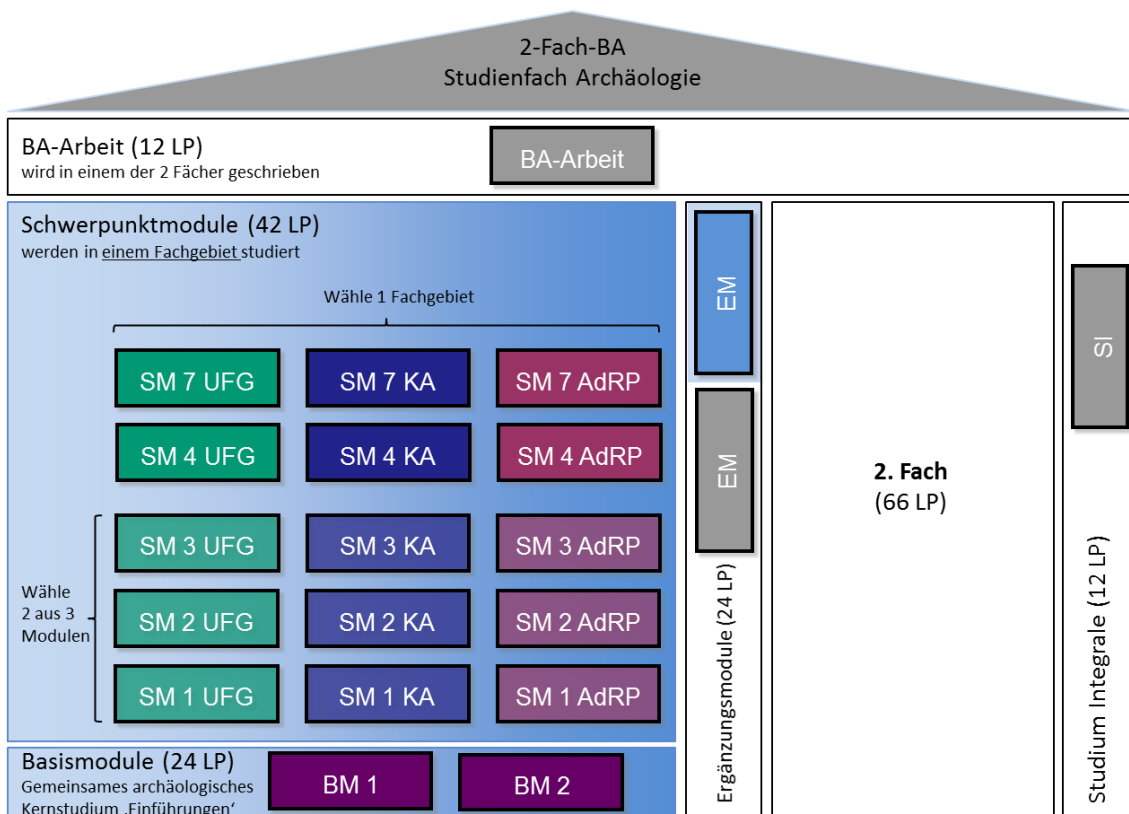 2-Fach-BA
Studienfach Archäologie
BA-Arbeit (12 LP)
wird in einem der 2 Fächer geschrieben
BA-Arbeit
Schwerpunktmodule (42 LP)
werden in einem Fachgebiet studiert
Wähle 1 Fachgebiet
SM 7 UFG
SM 7 KA
SM 7 AdRP
SM 4 UFG
SM 4 KA
SM 4 AdRP
Wähle
2 aus 3
Modulen
SM 3 UFG
SM 3 KA
SM 3 AdRP
SM 2 UFG
SM 2 KA
SM 2 AdRP
SM 1 UFG
SM 1 KA
SM 1 AdRP
Basismodule (24 LP)
Gemeinsames archäologisches
Kernstudium ‚Einführungen‘
BM 1
BM 2
EM
EM
Ergänzungsmodule (24 LP)
2. Fach
(66 LP)
SI
Studium Integrale (12 LP)